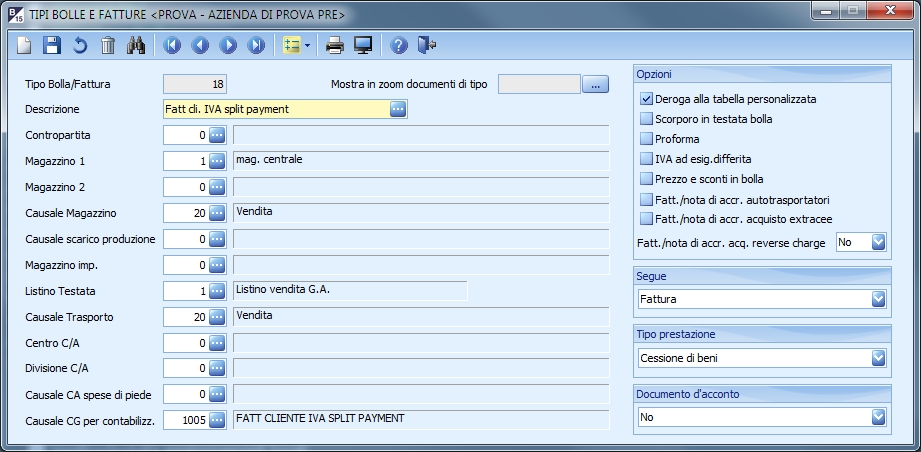 B 15 TIPI BOLLE E FATTURE <PROVA - AZIENDA DI PROVA PRE>
Tipo Bolla/Fattura 18 Mostra in zoom documenti di tipo ...
Descrizione Fatt cli. IVA split payment ...
Contropartita 0 ...
Magazzino 1 1 ... mag. centrale
Magazzino 2 0 ...
Causale Magazzino 20 ... Vendita
Causale scarico produzione 0 ...
Magazzino imp. 0 ...
Listino Testata 1 ... Listino vendita G.A.
Causale Trasporto 20 ... Vendita
Centro C/A 0 ...
Divisione C/A 0 ...
Causale CA spese di piede 0 ...
Causale CG per contabilizz. 1005 ... FATT CLIENTE IVA SPLIT PAYMENT
Opzioni
Deroga alla tabella personalizzata
Scorporo in testata bolla
Proforma
IVA ad esig.differita
Prezzo e sconti in bolla
Fatt./nota di accr. autotrasportatori
Fatt./nota di accr. acquisto extracee
Fatt./nota di accr. acq. reverse charge No
Segue
Fattura
Tipo prestazione
Cessione di beni
Documento d'acconto
No